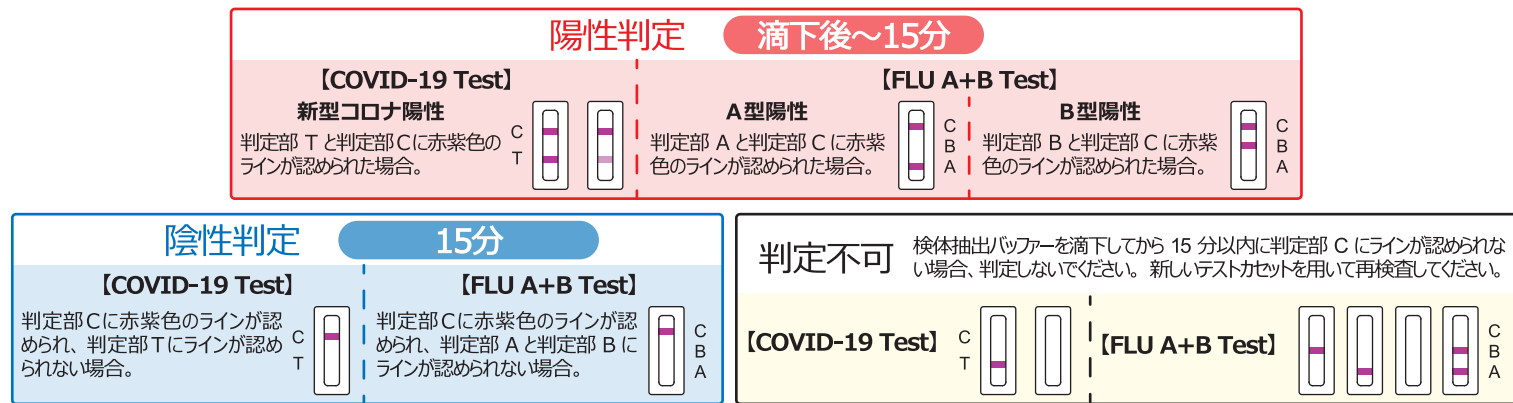 陽性判定 滴下後～15分
【COVID-19 Test】
新型コロナ陽性
判定部 T と判定部Cに赤紫色の
ラインが認められた場合。
C
T
【FLU A+B Test】
A型陽性
判定部 A と判定部 C に赤紫
色のラインが認められた場合。
C
B
A
B型陽性
判定部 B と判定部 C に赤紫
色のラインが認められた場合。
C
B
A
陰性判定 15分
【COVID-19 Test】
判定部Cに赤紫色のラインが認
められ、判定部Tにラインが認め
られない場合。
C
T
【FLU A+B Test】
判定部Cに赤紫色のラインが認
められ、判定部 A と判定部 B に
ラインが認められない場合。
C
B
A
判定不可
検体抽出バッファーを滴下してから 15 分以内に判定部 C にラインが認められな
い場合、判定しないでください。 新しいテストカセットを用いて再検査してください。
【COVID-19 Test】
C
T
【FLU A+B Test】
C
B
A